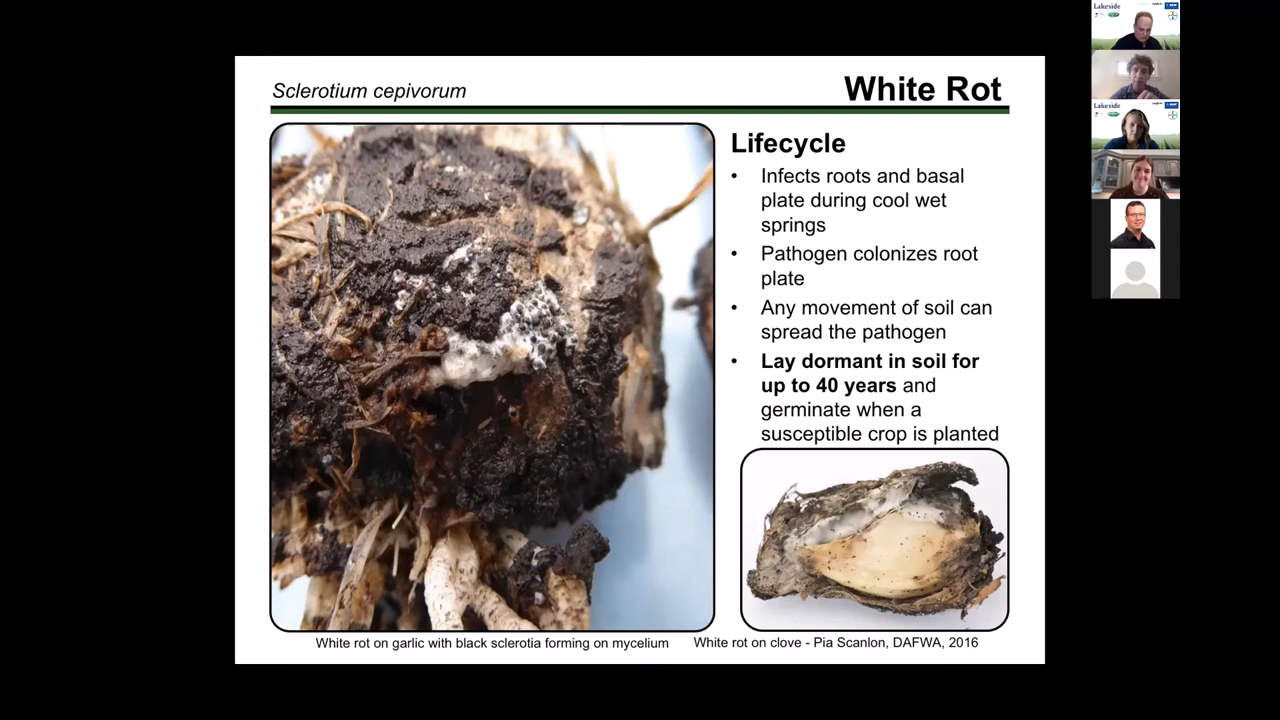 Sclerotium cepivorum
White Rot
Lifecycle
• Infects roots and basal
plate during cool wet
springs
• Pathogen colonizes root
plate
• Any movement of soil can
spread the pathogen
• Lay dormant in soil for
up to 40 years and
germinate when a
susceptible crop is planted
White rot on garlic with black sclerotia forming on mycelium
White rot on clove - Pia Scanlon, DAFWA, 2016
Lakeside
Lakeside